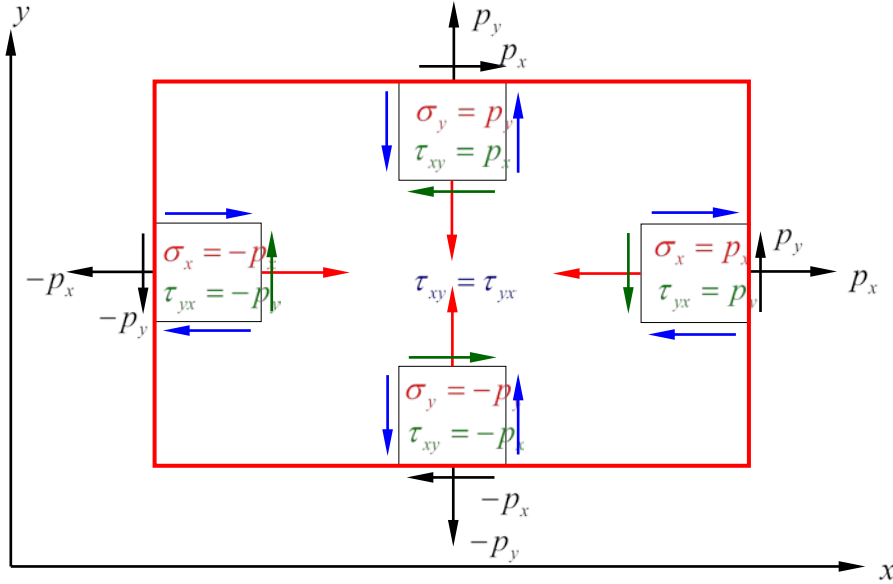 y
p_y
p_x
σ_y = p_y
τ_xy = p_x
σ_x = -p_x
τ_yx = -p_y
-p_x
-p_y
τ_xy = τ_yx
σ_x = p_x
τ_yx = p_y
p_y
p_x
σ_y = -p_y
τ_xy = -p_x
-p_x
-p_y
x